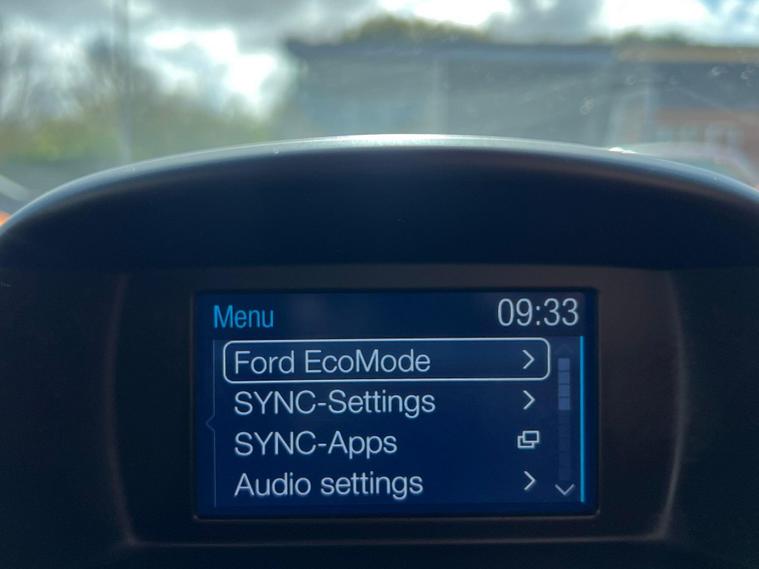 Menu 09:33
Ford EcoMode
SYNC-Settings
SYNC-Apps
Audio settings